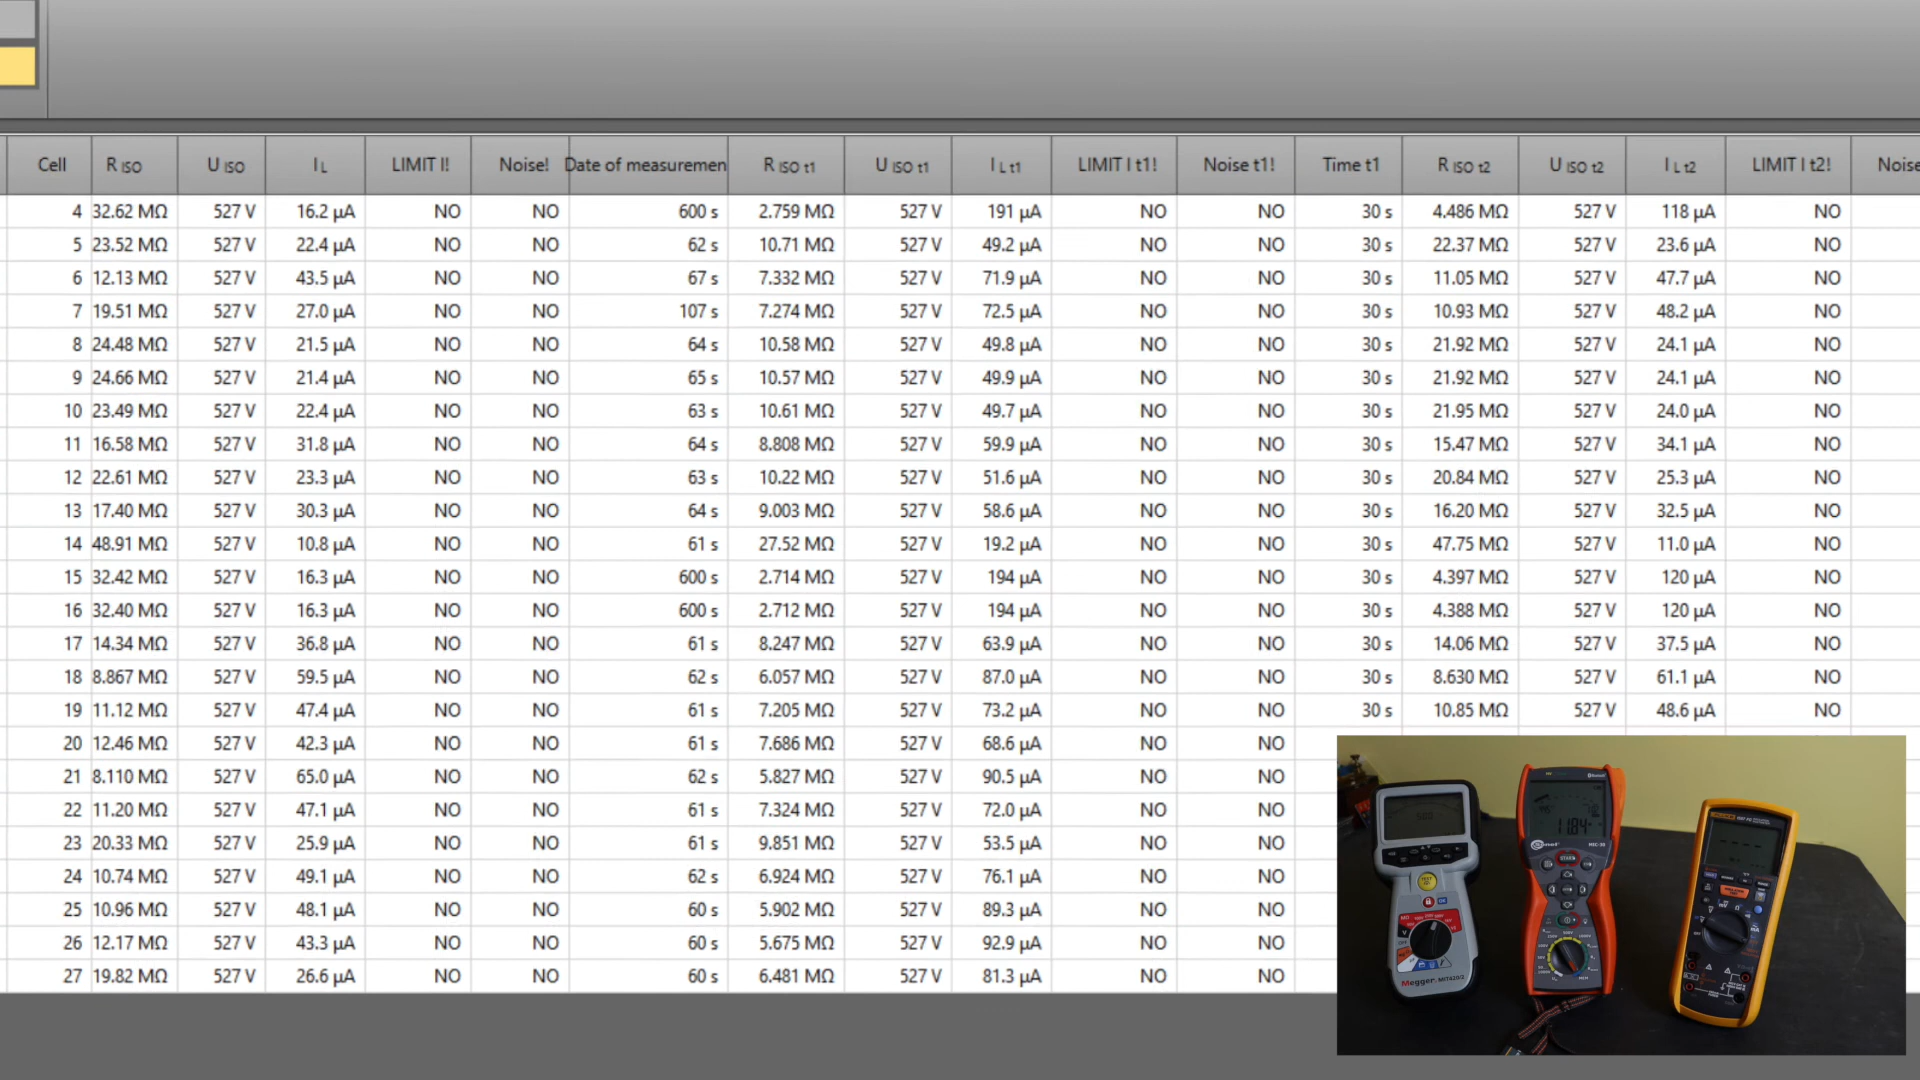 Cell R ISO U ISO I L LIMIT I! Noise! Date of measuremen R ISO t1 U ISO t1 I L t1 LIMIT I t1! Noise t1! Time t1 R ISO t2 U ISO t2 I L t2 LIMIT I t2! Noise
4 32.62 MΩ 527 V 16.2 µA NO NO 600 s 2.759 MΩ 527 V 191 µA NO NO 30 s 4.486 MΩ 527 V 118 µA NO
5 23.52 MΩ 527 V 22.4 µA NO NO 62 s 10.71 MΩ 527 V 49.2 µA NO NO 30 s 22.37 MΩ 527 V 23.6 µA NO
6 12.13 MΩ 527 V 43.5 µA NO NO 67 s 7.332 MΩ 527 V 71.9 µA NO NO 30 s 11.05 MΩ 527 V 47.7 µA NO
7 19.51 MΩ 527 V 27.0 µA NO NO 107 s 7.274 MΩ 527 V 72.5 µA NO NO 30 s 10.93 MΩ 527 V 48.2 µA NO
8 24.48 MΩ 527 V 21.5 µA NO NO 64 s 10.58 MΩ 527 V 49.8 µA NO NO 30 s 21.92 MΩ 527 V 24.1 µA NO
9 24.66 MΩ 527 V 21.4 µA NO NO 65 s 10.57 MΩ 527 V 49.9 µA NO NO 30 s 21.92 MΩ 527 V 24.1 µA NO
10 23.49 MΩ 527 V 22.4 µA NO NO 63 s 10.61 MΩ 527 V 49.7 µA NO NO 30 s 21.95 MΩ 527 V 24.0 µA NO
11 16.58 MΩ 527 V 31.8 µA NO NO 64 s 8.808 MΩ 527 V 59.9 µA NO NO 30 s 15.47 MΩ 527 V 34.1 µA NO
12 22.61 MΩ 527 V 23.3 µA NO NO 63 s 10.22 MΩ 527 V 51.6 µA NO NO 30 s 20.84 MΩ 527 V 25.3 µA NO
13 17.40 MΩ 527 V 30.3 µA NO NO 64 s 9.003 MΩ 527 V 58.6 µA NO NO 30 s 16.20 MΩ 527 V 32.5 µA NO
14 48.91 MΩ 527 V 10.8 µA NO NO 61 s 27.52 MΩ 527 V 19.2 µA NO NO 30 s 47.75 MΩ 527 V 11.0 µA NO
15 32.42 MΩ 527 V 16.3 µA NO NO 600 s 2.714 MΩ 527 V 194 µA NO NO 30 s 4.397 MΩ 527 V 120 µA NO
16 32.40 MΩ 527 V 16.3 µA NO NO 600 s 2.712 MΩ 527 V 194 µA NO NO 30 s 4.388 MΩ 527 V 120 µA NO
17 14.34 MΩ 527 V 36.8 µA NO NO 61 s 8.247 MΩ 527 V 63.9 µA NO NO 30 s 14.06 MΩ 527 V 37.5 µA NO
18 8.867 MΩ 527 V 59.5 µA NO NO 62 s 6.057 MΩ 527 V 87.0 µA NO NO 30 s 8.630 MΩ 527 V 61.1 µA NO
19 11.12 MΩ 527 V 47.4 µA NO NO 61 s 7.205 MΩ 527 V 73.2 µA NO NO 30 s 10.85 MΩ 527 V 48.6 µA NO
20 12.46 MΩ 527 V 42.3 µA NO NO 61 s 7.686 MΩ 527 V 68.6 µA NO NO
21 8.110 MΩ 527 V 65.0 µA NO NO 62 s 5.827 MΩ 527 V 90.5 µA NO NO
22 11.20 MΩ 527 V 47.1 µA NO NO 61 s 7.324 MΩ 527 V 72.0 µA NO NO
23 20.33 MΩ 527 V 25.9 µA NO NO 61 s 9.851 MΩ 527 V 53.5 µA NO NO
24 10.74 MΩ 527 V 49.1 µA NO NO 62 s 6.924 MΩ 527 V 76.1 µA NO NO
25 10.96 MΩ 527 V 48.1 µA NO NO 60 s 5.902 MΩ 527 V 89.3 µA NO NO
26 12.17 MΩ 527 V 43.3 µA NO NO 60 s 5.675 MΩ 527 V 92.9 µA NO NO
27 19.82 MΩ 527 V 26.6 µA NO NO 60 s 6.481 MΩ 527 V 81.3 µA NO NO
11.84
START
Megger MIT420/2